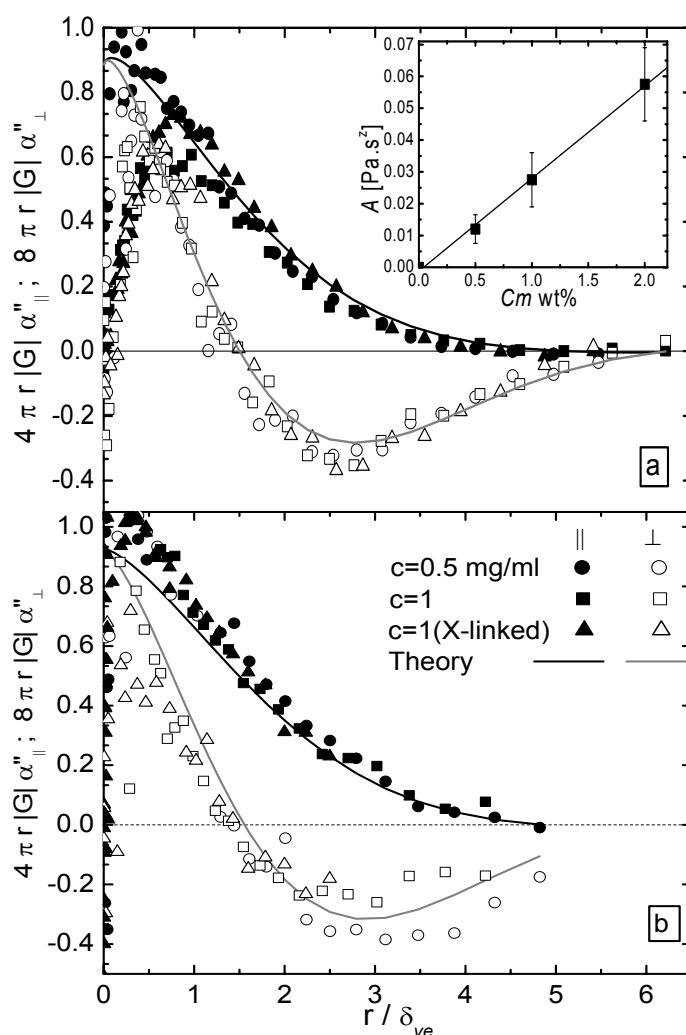 4 π r |G| α"∥ ; 8 π r |G| α"⊥
1.0
0.8
0.6
0.4
0.2
0.0
-0.2
-0.4
A [Pa.s^z]
0.07
0.06
0.05
0.04
0.03
0.02
0.01
0.00
0.0 0.5 1.0 1.5 2.0
Cm wt%
a
4 π r |G| α"∥ ; 8 π r |G| α"⊥
1.0
0.8
0.6
0.4
0.2
0.0
-0.2
-0.4
∥ ⊥
c=0.5 mg/ml
c=1
c=1(X-linked)
Theory
b
0 1 2 3 4 5 6
r / δ_ve